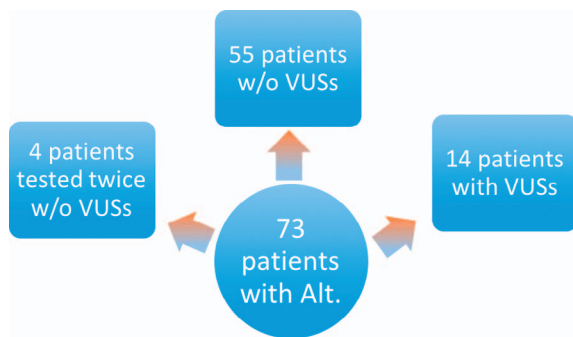 55 patients
w/o VUSs
4 patients
tested twice
w/o VUSs
14 patients
with VUSs
73
patients
with Alt.